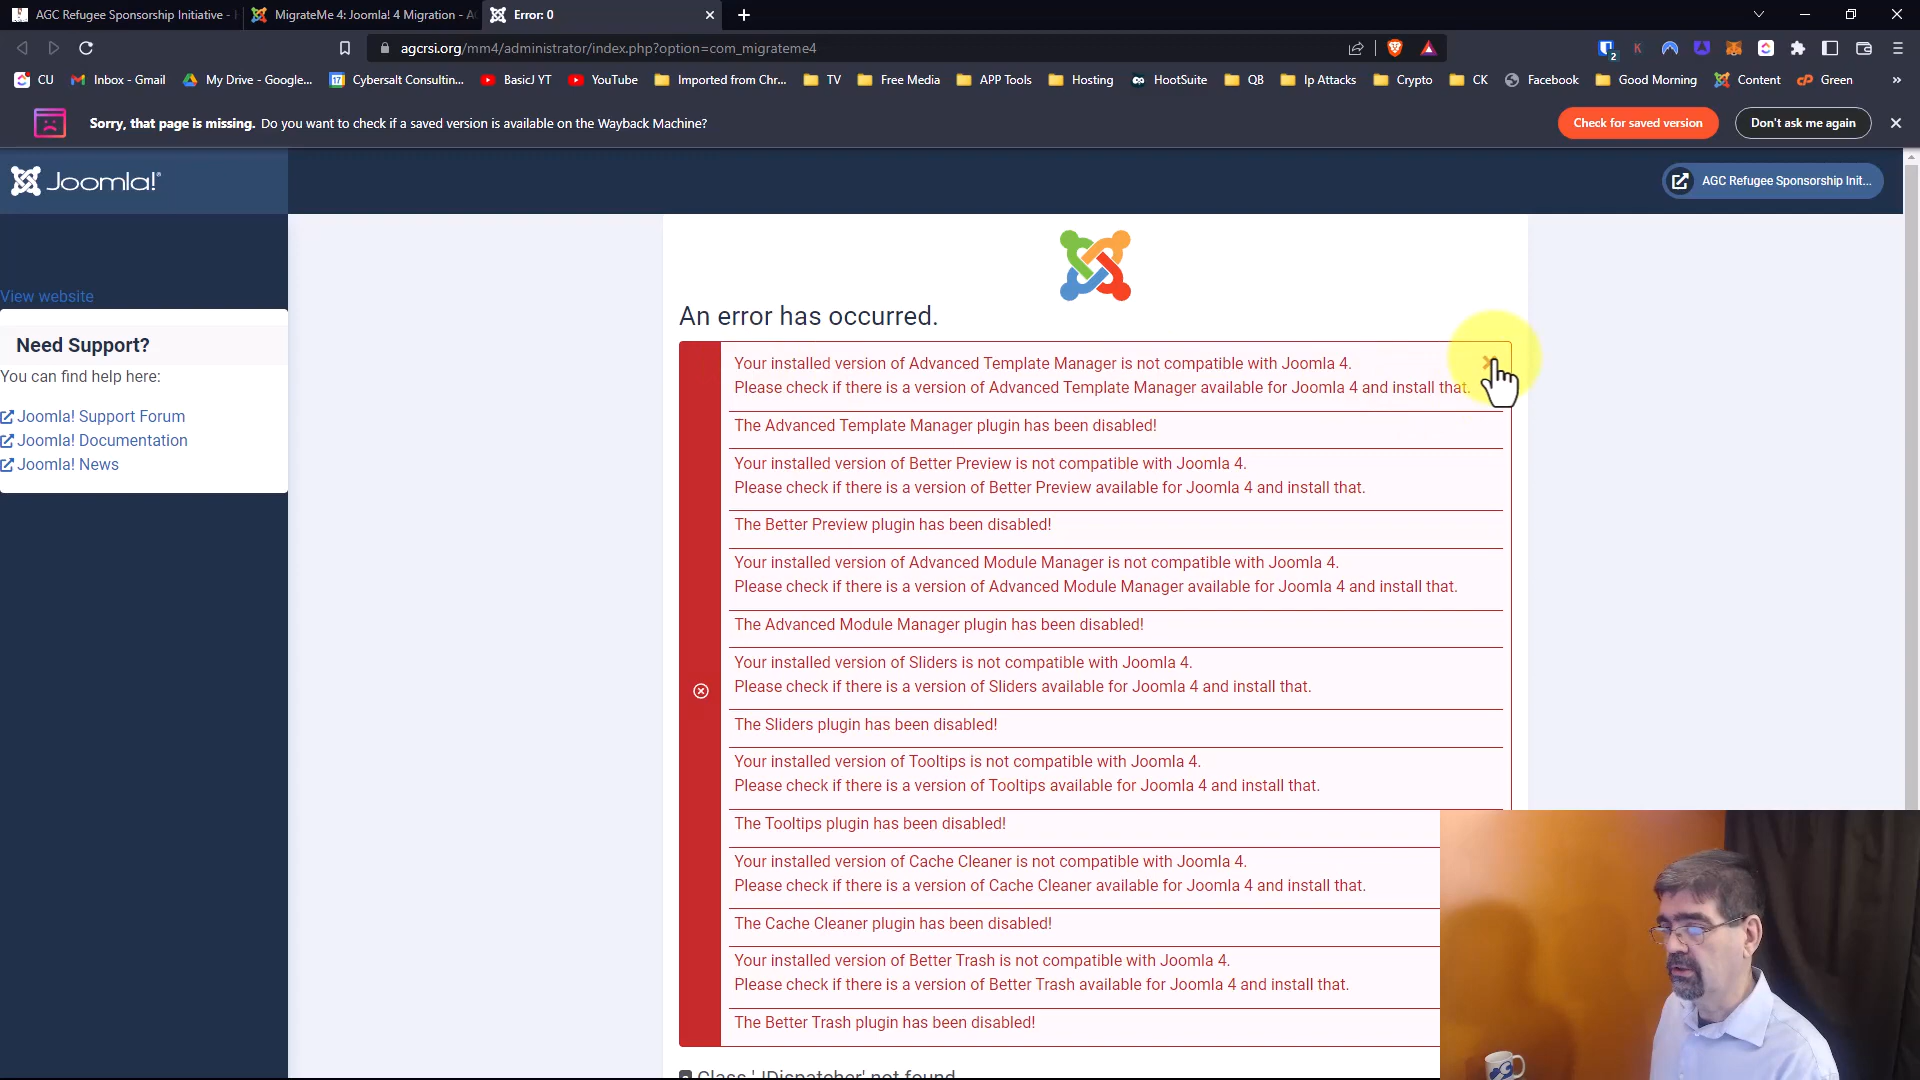 AGC Refugee Sponsorship Initiative -
MigrateMe 4: Joomla! 4 Migration - A
Error: 0
agcrsi.org/mm4/administrator/index.php?option=com_migrateme4
2
CU
Inbox - Gmail
My Drive - Google...
17
Cybersalt Consultin...
BasicJ YT
YouTube
Imported from Chr...
TV
Free Media
APP Tools
Hosting
HootSuite
QB
Ip Attacks
Crypto
CK
Facebook
Good Morning
Content
Green
Sorry, that page is missing. Do you want to check if a saved version is available on the Wayback Machine?
Check for saved version
Don't ask me again
Joomla!
AGC Refugee Sponsorship Init...
View website
Need Support?
You can find help here:
Joomla! Support Forum
Joomla! Documentation
Joomla! News
An error has occurred.
Your installed version of Advanced Template Manager is not compatible with Joomla 4.
Please check if there is a version of Advanced Template Manager available for Joomla 4 and install that.
The Advanced Template Manager plugin has been disabled!
Your installed version of Better Preview is not compatible with Joomla 4.
Please check if there is a version of Better Preview available for Joomla 4 and install that.
The Better Preview plugin has been disabled!
Your installed version of Advanced Module Manager is not compatible with Joomla 4.
Please check if there is a version of Advanced Module Manager available for Joomla 4 and install that.
The Advanced Module Manager plugin has been disabled!
Your installed version of Sliders is not compatible with Joomla 4.
Please check if there is a version of Sliders available for Joomla 4 and install that.
The Sliders plugin has been disabled!
Your installed version of Tooltips is not compatible with Joomla 4.
Please check if there is a version of Tooltips available for Joomla 4 and install that.
The Tooltips plugin has been disabled!
Your installed version of Cache Cleaner is not compatible with Joomla 4.
Please check if there is a version of Cache Cleaner available for Joomla 4 and install that.
The Cache Cleaner plugin has been disabled!
Your installed version of Better Trash is not compatible with Joomla 4.
Please check if there is a version of Better Trash available for Joomla 4 and install that.
The Better Trash plugin has been disabled!
Class 'JDispatcher' not found